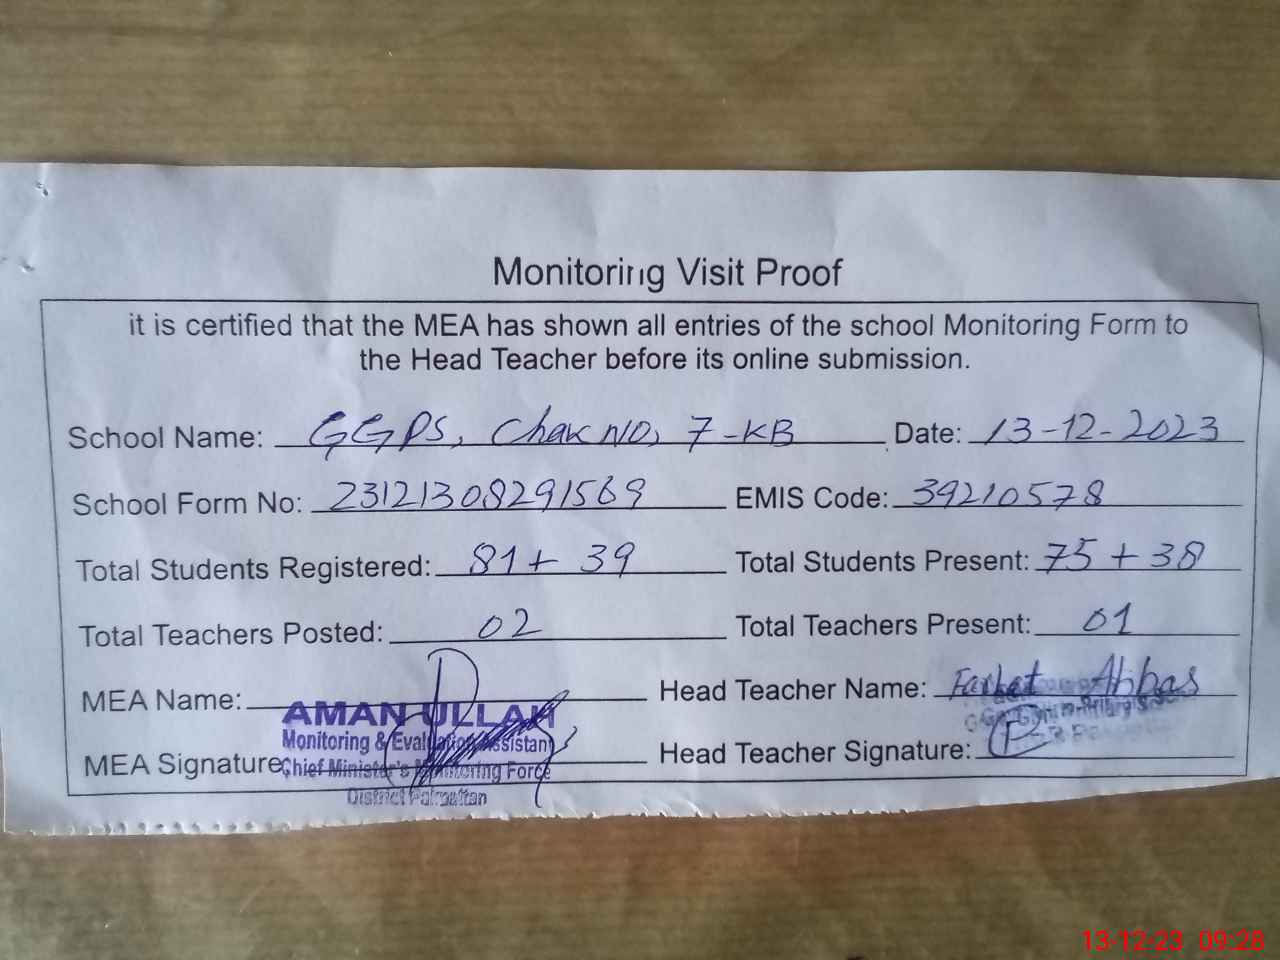 Monitoring Visit Proof
it is certified that the MEA has shown all entries of the school Monitoring Form to
the Head Teacher before its online submission.
School Name: GGPS, Chak NO, 7-KB Date: 13-12-2023
School Form No: 23121308291569 EMIS Code: 39210578
Total Students Registered: 81+ 39 Total Students Present: 75 + 38
Total Teachers Posted: 02 Total Teachers Present: 01
MEA Name: Head Teacher Name: Farhat Abbas
AMAN ULLAH
Monitoring & Evaluation Assistant
MEA Signature Head Teacher Signature:
Chief Minister's Monitoring Force
District Pakpattan
13-12-23 09:28